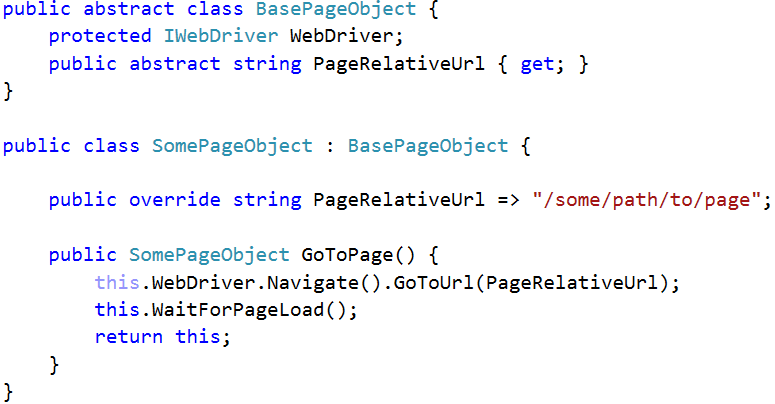 public abstract class BasePageObject {
    protected IWebDriver WebDriver;
    public abstract string PageRelativeUrl { get; }
}
public class SomePageObject : BasePageObject {
    public override string PageRelativeUrl => "/some/path/to/page";
    public SomePageObject GoToPage() {
        this.WebDriver.Navigate().GoToUrl(PageRelativeUrl);
        this.WaitForPageLoad();
        return this;
    }
}